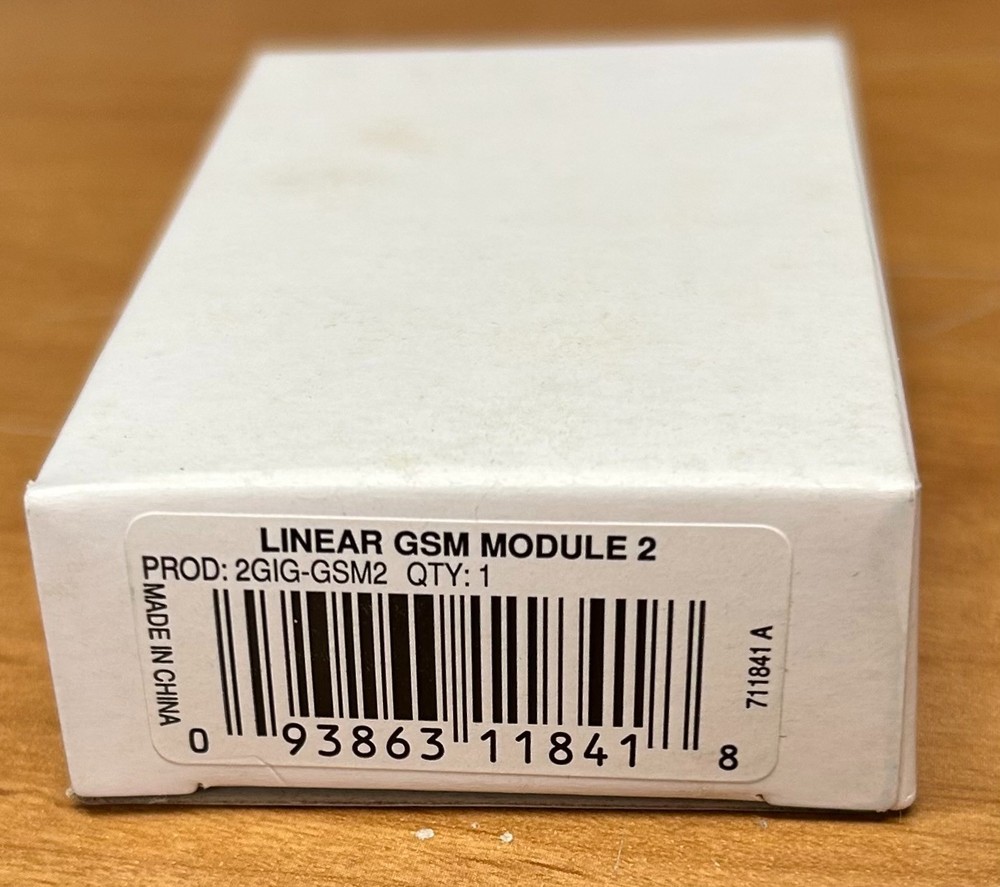 LINEAR GSM MODULE 2
PROD: 2GIG-GSM2 QTY: 1
MADE IN CHINA
0 93863 11841 8
711841 A